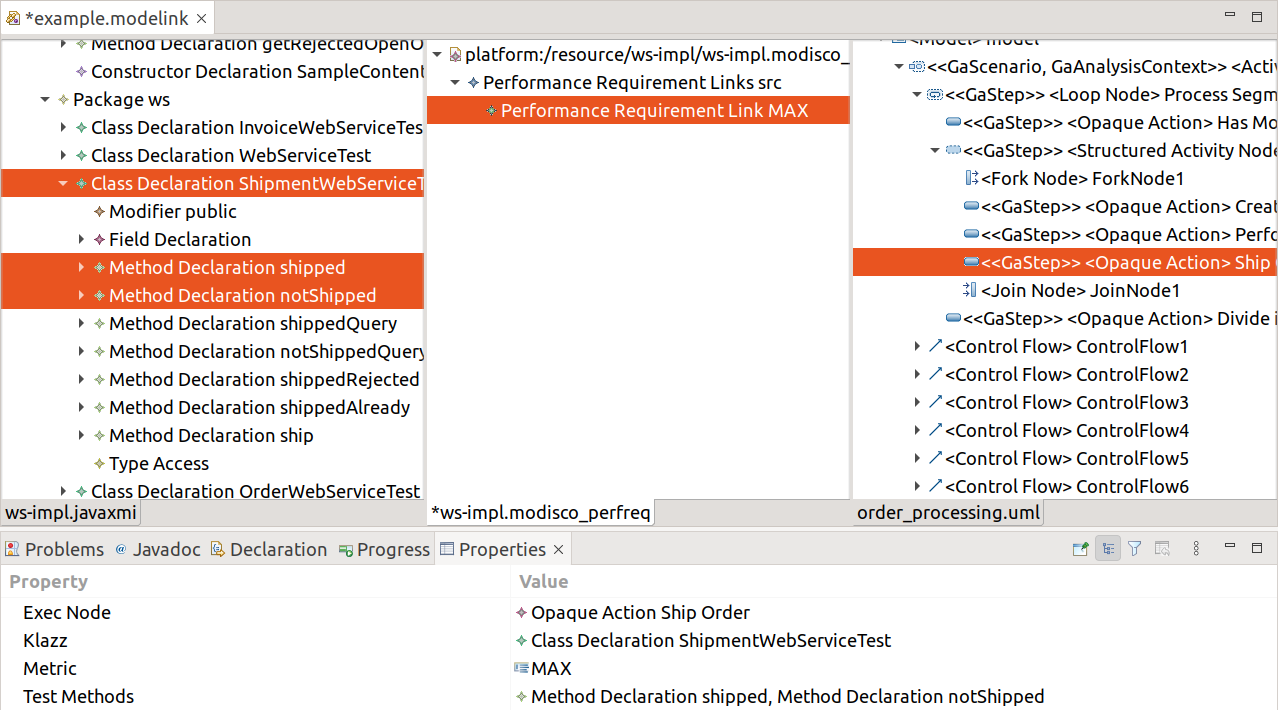 *example.modelink
Method Declaration getRejectedOpenO
Constructor Declaration SampleContent
Package ws
Class Declaration InvoiceWebServiceTes
Class Declaration WebServiceTest
Class Declaration ShipmentWebServiceT
Modifier public
Field Declaration
Method Declaration shipped
Method Declaration notShipped
Method Declaration shippedQuery
Method Declaration notShippedQuery
Method Declaration shippedRejected
Method Declaration shippedAlready
Method Declaration ship
Type Access
Class Declaration OrderWebServiceTest
ws-impl.javaxmi
platform:/resource/ws-impl/ws-impl.modisco_
Performance Requirement Links src
Performance Requirement Link MAX
*ws-impl.modisco_perfreq
<Model> model
<<GaScenario, GaAnalysisContext>> <Activ
<<GaStep>> <Loop Node> Process Segm
<<GaStep>> <Opaque Action> Has Mo
<<GaStep>> <Structured Activity Node
<Fork Node> ForkNode1
<<GaStep>> <Opaque Action> Creat
<<GaStep>> <Opaque Action> Perfo
<<GaStep>> <Opaque Action> Ship
<Join Node> JoinNode1
<<GaStep>> <Opaque Action> Divide i
<Control Flow> ControlFlow1
<Control Flow> ControlFlow2
<Control Flow> ControlFlow3
<Control Flow> ControlFlow4
<Control Flow> ControlFlow5
<Control Flow> ControlFlow6
order_processing.uml
Problems @ Javadoc Declaration Progress Properties
Property Value
Exec Node Opaque Action Ship Order
Klazz Class Declaration ShipmentWebServiceTest
Metric MAX
Test Methods Method Declaration shipped, Method Declaration notShipped